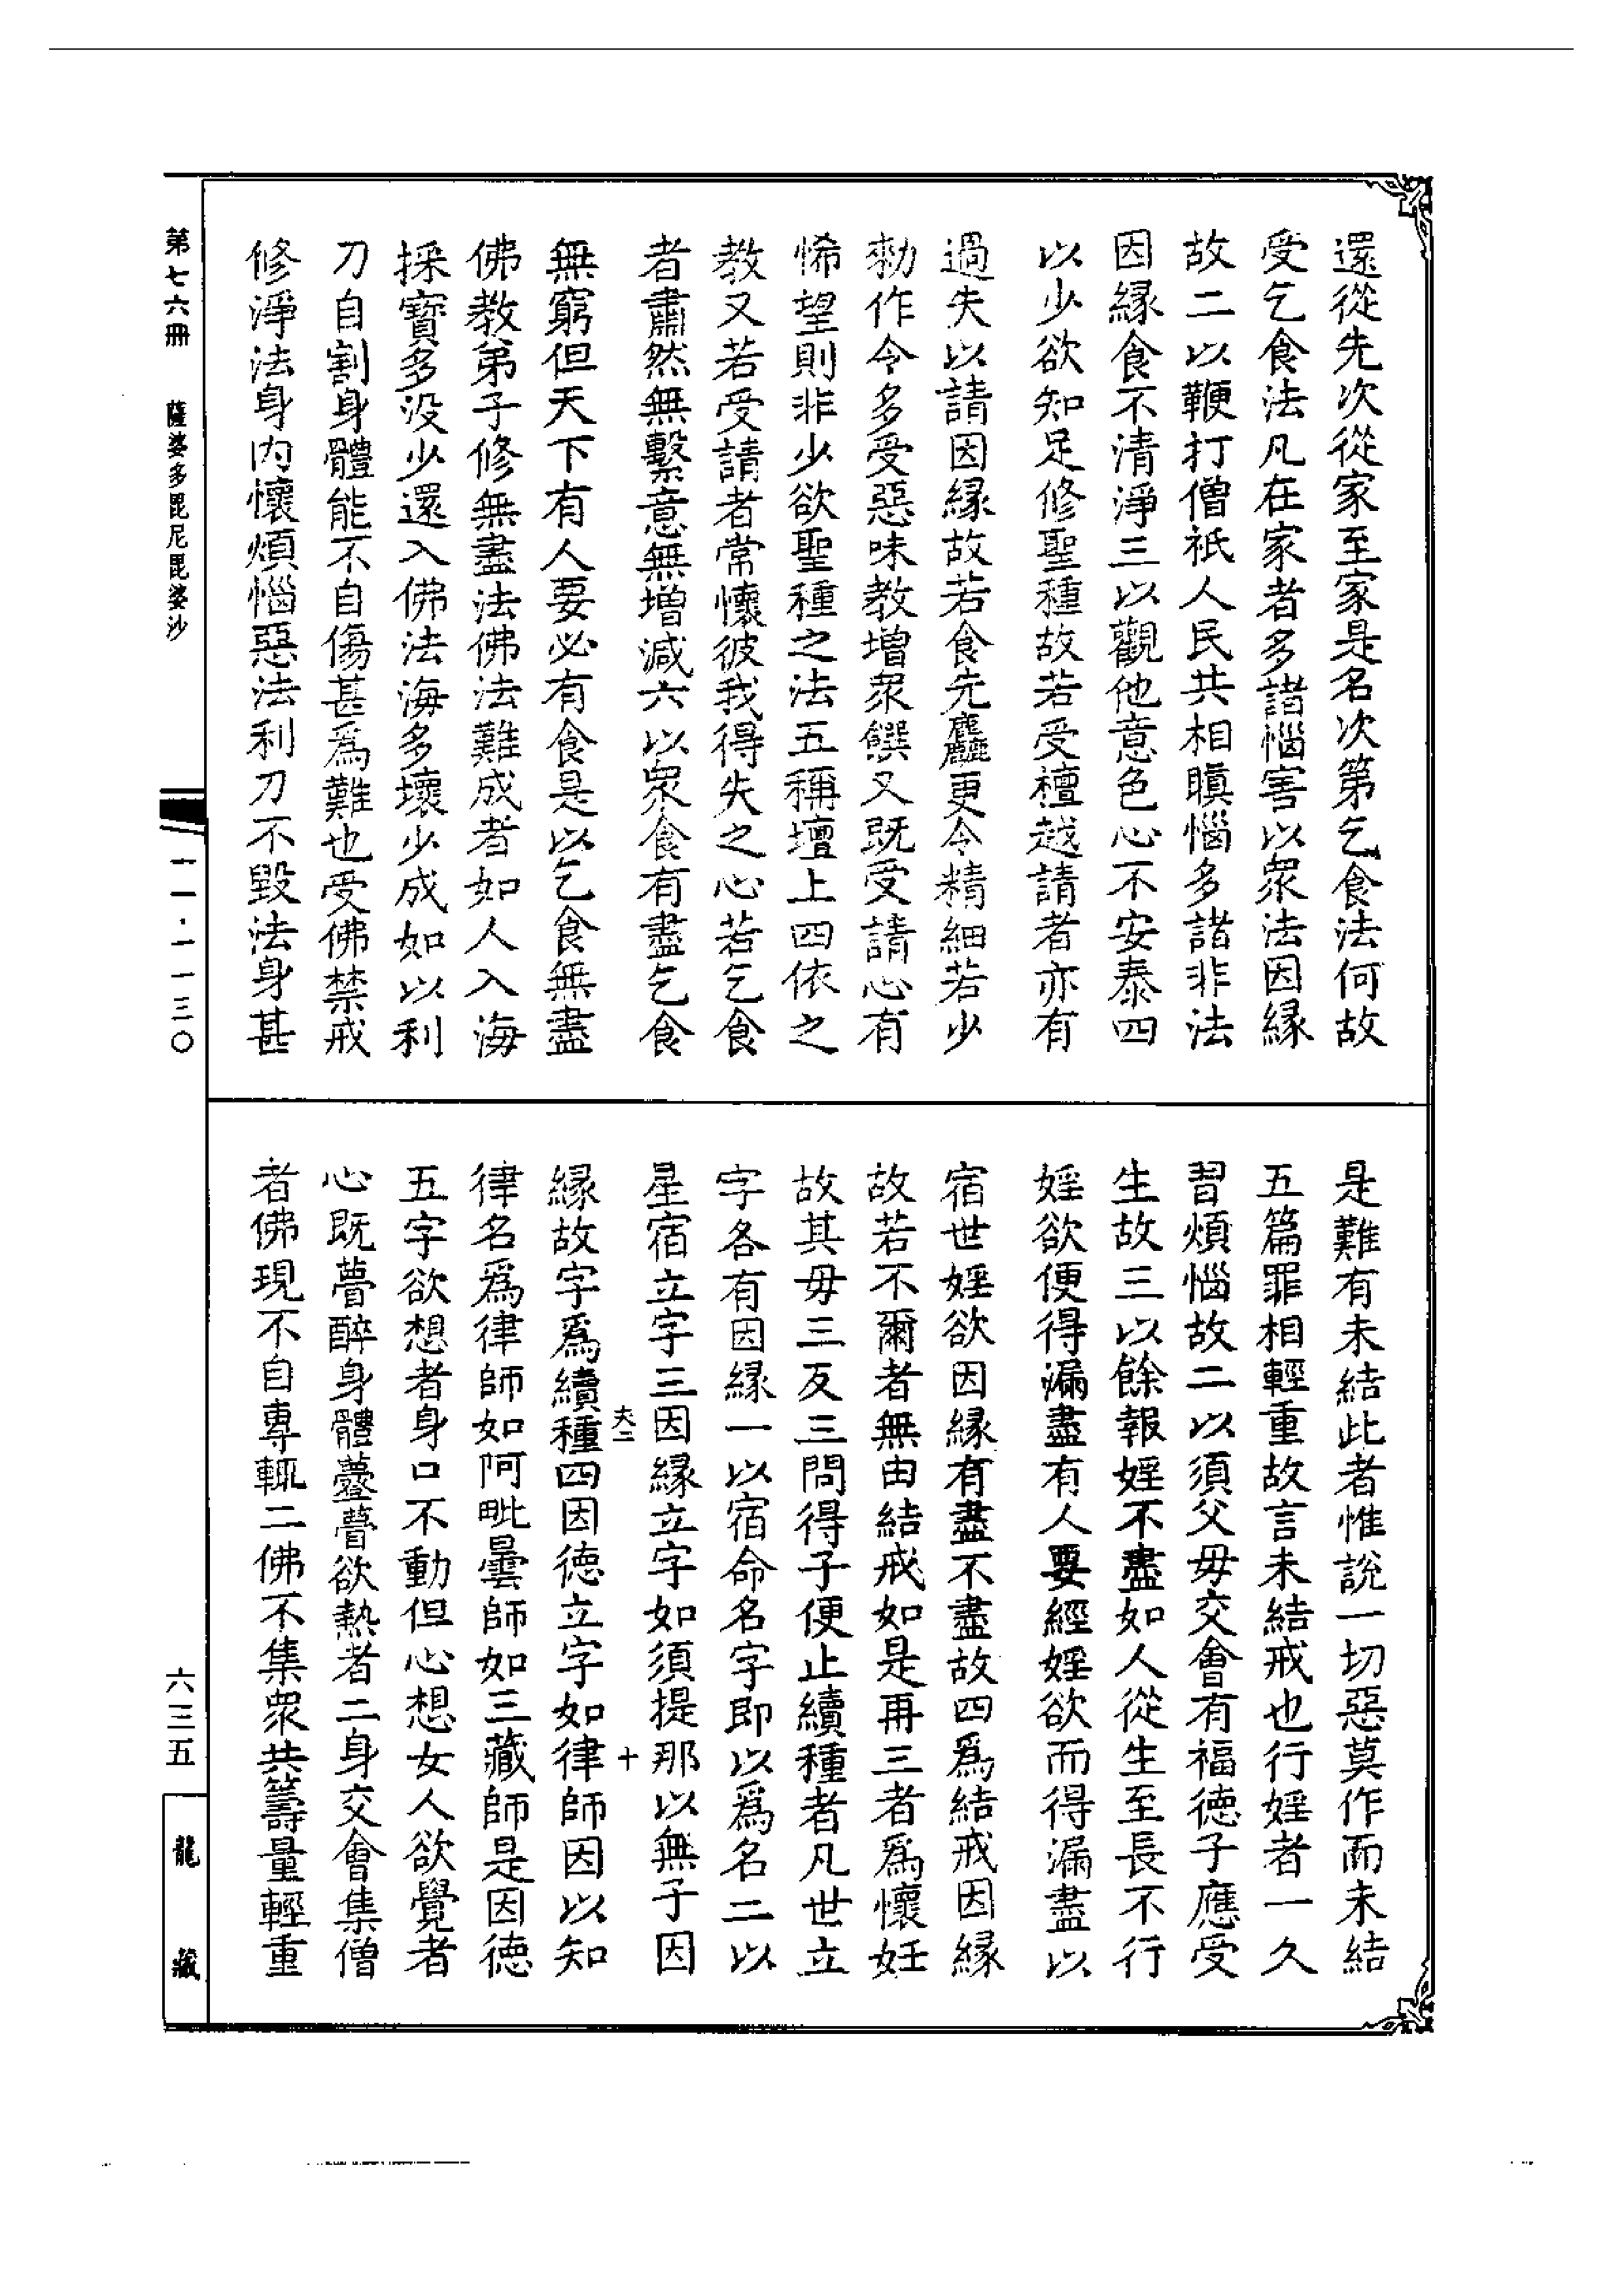 還從先次從家至家是名次第乞食法何故
受乞食法凡在家者多諸惱害以眾法因緣
故二以鞭打僧祇人民共相瞋惱多諸非法
因緣食不清淨三以觀他意色心不安泰四
以少欲知足修聖種故若受檀越請者亦有
過失以請因緣故若食先麤更令精細若少
勑作令多受惡味教增眾饌又既受請心有
悕望則非少欲聖種之法五稱壇上四依之
教又若受請者常懷彼我得失之心若乞食
者肅然無繫意無增減六以眾食有盡乞食
無窮但天下有人要必有食是以乞食無盡
佛教弟子修無盡法佛法難成者如人入海
採寶多没少還入佛法海多壞少成如以利
刀自割身體能不自傷甚為難也受佛禁戒
修淨法身内懷煩惱惡法利刀不毀法身甚
是難有未結此者惟說一切惡莫作而未結
五篇罪相輕重故言未結戒也行婬者一久
習煩惱故二以須父母交會有福德子應受
生故三以餘報婬不盡如人從生至長不行
婬欲便得漏盡有人要經婬欲而得漏盡以
宿世婬欲因緣有盡不盡故四為結戒因緣
故若不爾者無由結戒如是再三者為懷妊
故其母三反三問得子便止續種者凡世立
字各有因緣一以宿命名字即以為名二以
星宿立字三因緣立字如須提那以無子因
夫二
十
緣故字為續種四因德立字如律師因以知
律名為律師如阿毗曇師如三藏師是因德
五字欲想者身口不動但心想女人欲覺者
心既瞢醉身體薹瞢欲熱者二身交會集僧
者佛現不自專輒二佛不集眾共籌量輕重
第七六冊
薩婆多毘尼毘婆沙
一一·一一三〇
六三五
龍藏